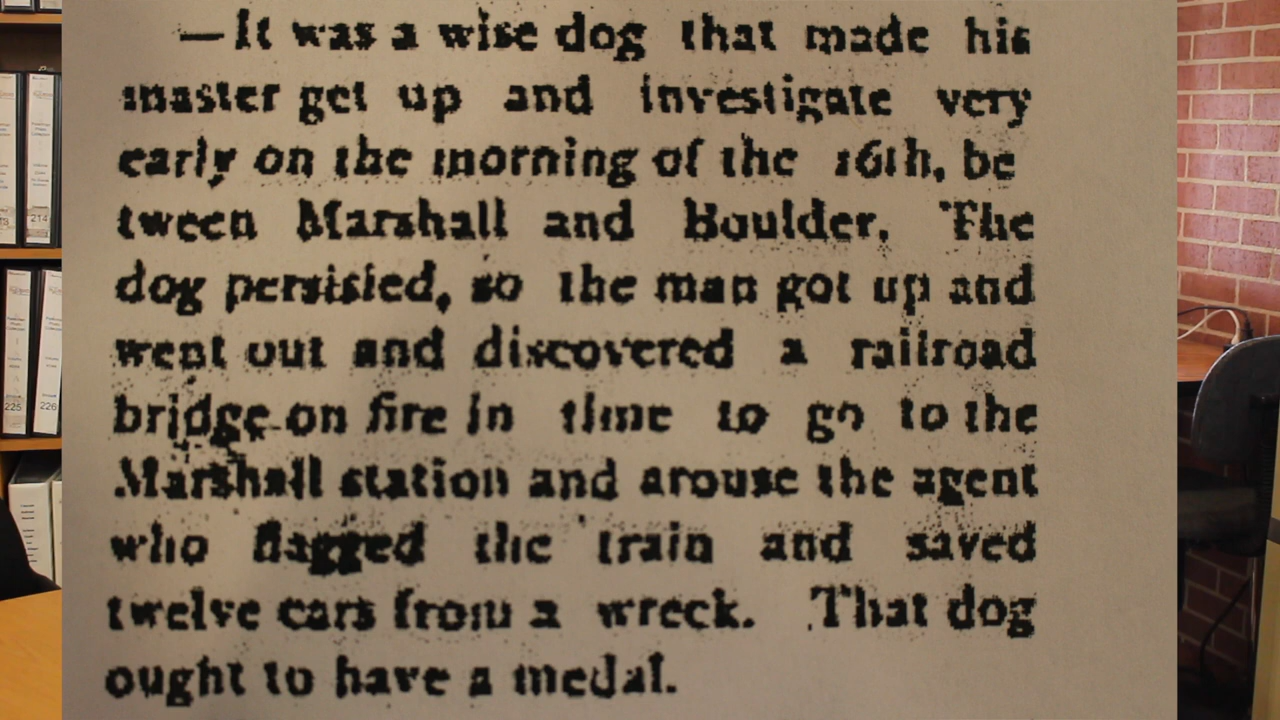 —It was a wise dog that made his
master get up and investigate very
early on the morning of the 16th, be
tween Marshall and Boulder. The
dog persisted, so the man got up and
went out and discovered a railroad
bridge on fire in time to go to the
Marshall station and arouse the agent
who flagged the train and saved
twelve cars from a wreck. That dog
ought to have a medal.
214
225
226